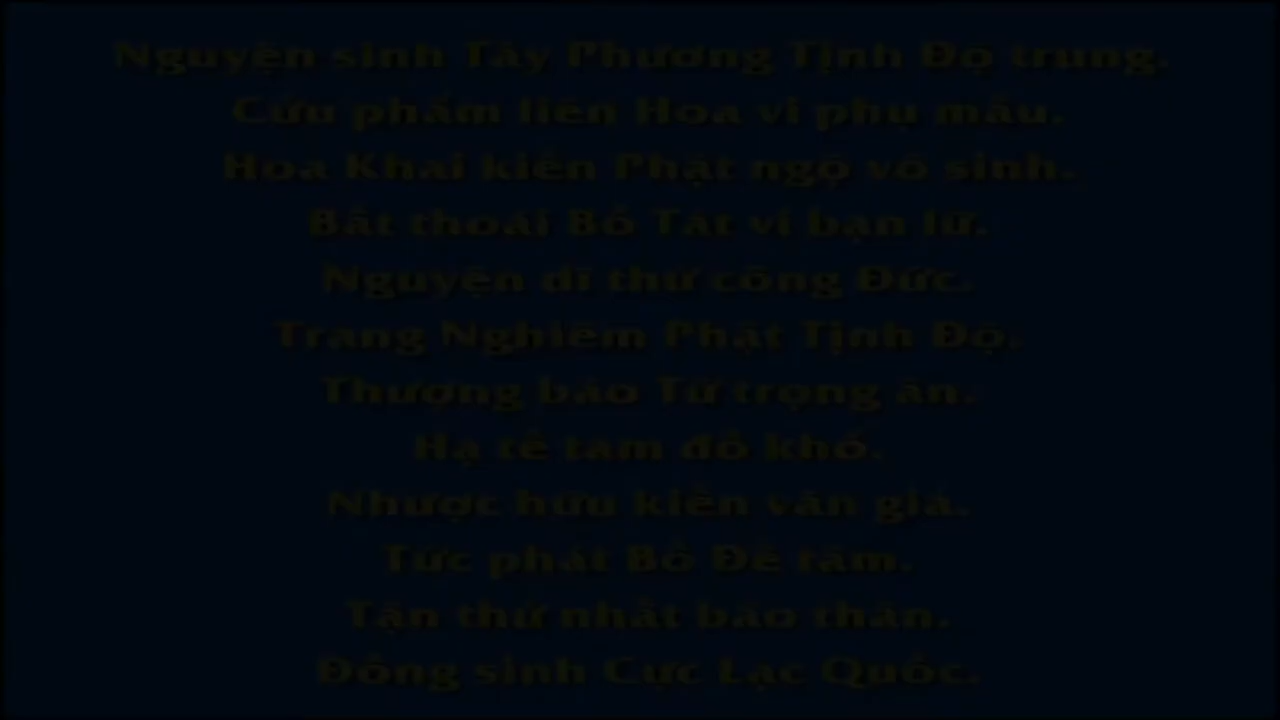 Nguyện sinh Tây Phương Tịnh Độ trung.
Cửu phẩm liên Hoa vi phụ mẫu.
Hoa Khai kiến Phật ngộ vô sinh.
Bất thoái Bồ Tát vi bạn lữ.
Nguyện dĩ thử công Đức.
Trang Nghiêm Phật Tịnh Độ.
Thượng báo Tứ trọng ân.
Hạ tế tam đồ khổ.
Nhược hữu kiến văn giả.
Tức phát Bồ Đề tâm.
Tận thử nhất báo thân.
Đồng sinh Cực Lạc Quốc.